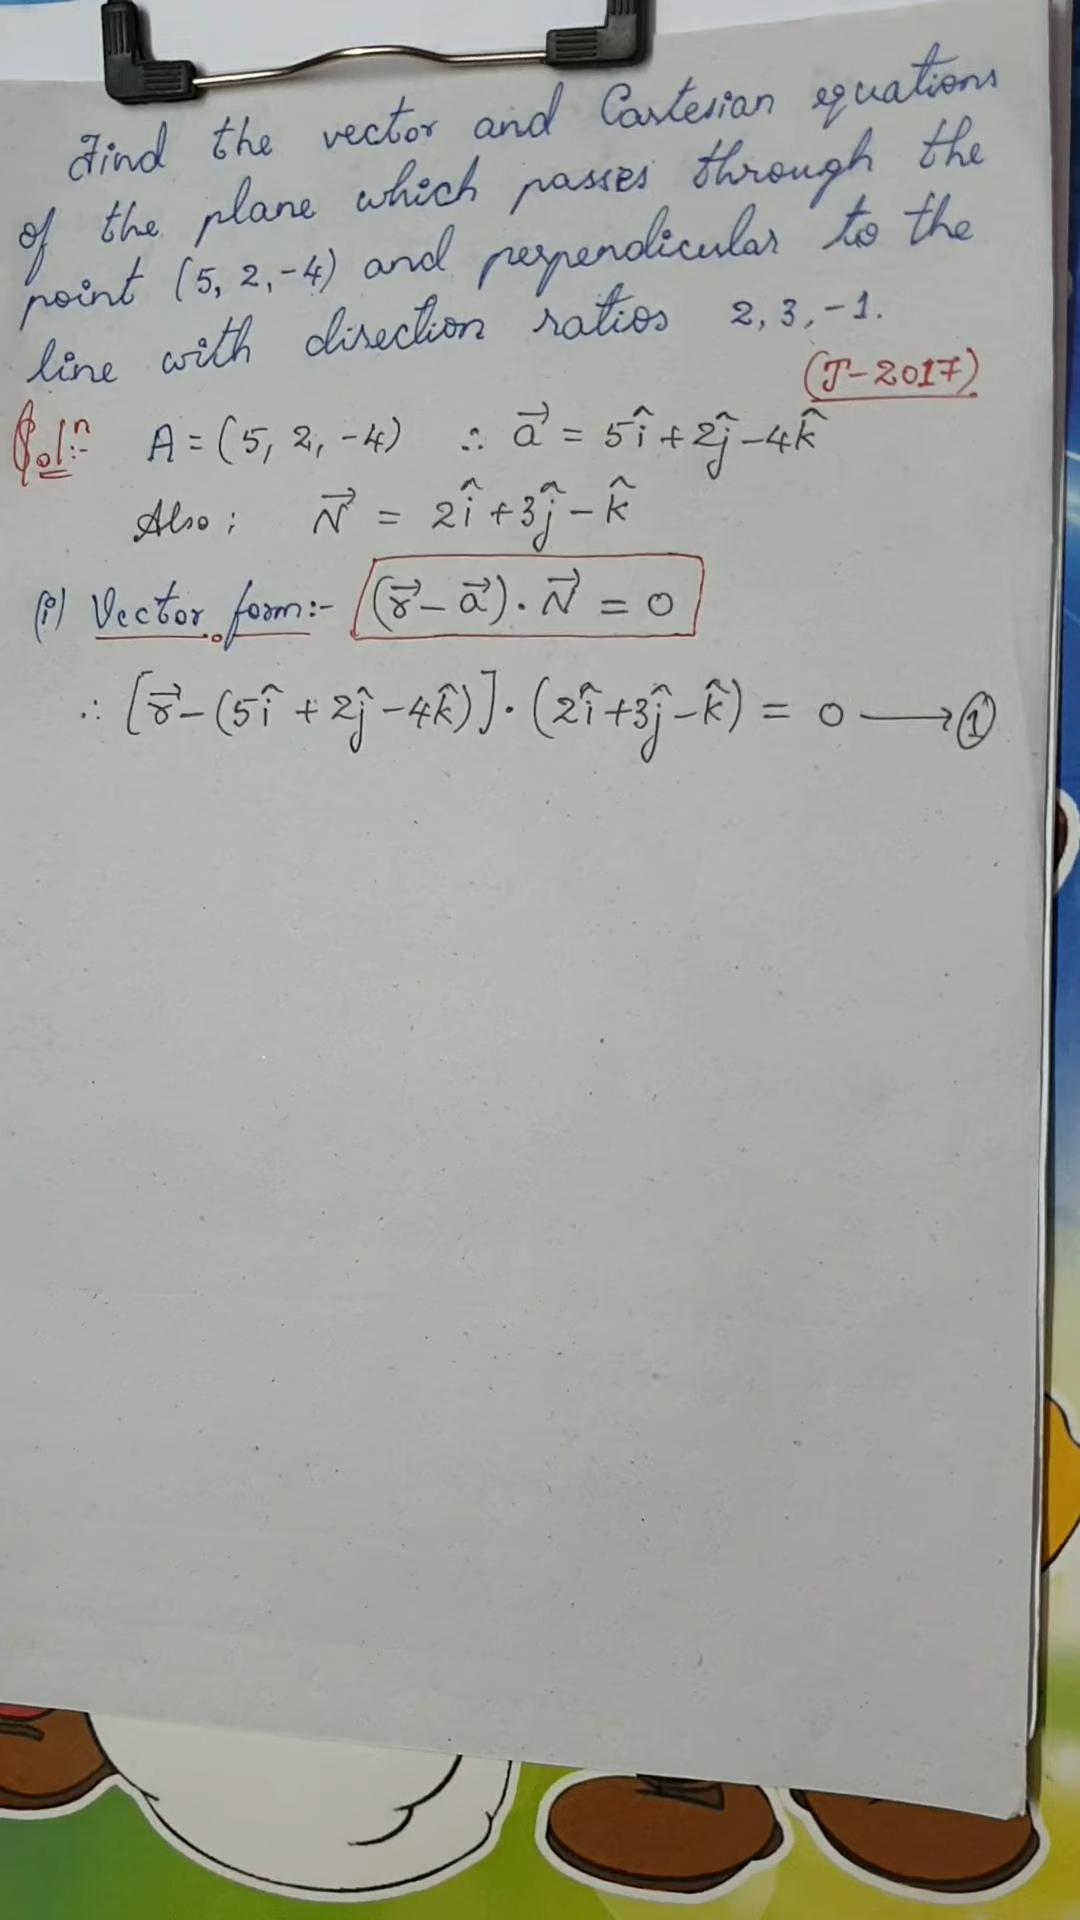 Find the vector and Cartesian equations
of the plane which passes through the
point (5, 2, -4) and perpendicular to the
line with direction ratios 2, 3, -1.
(J-2017)
Solⁿ:- A = (5, 2, -4) ∴ a⃗ = 5î + 2ĵ - 4k̂
Also; N⃗ = 2î + 3ĵ - k̂
(i) Vector form:- (r⃗ - a⃗) · N⃗ = 0
∴ [r⃗ - (5î + 2ĵ - 4k̂)] · (2î + 3ĵ - k̂) = 0 ⟶ ①